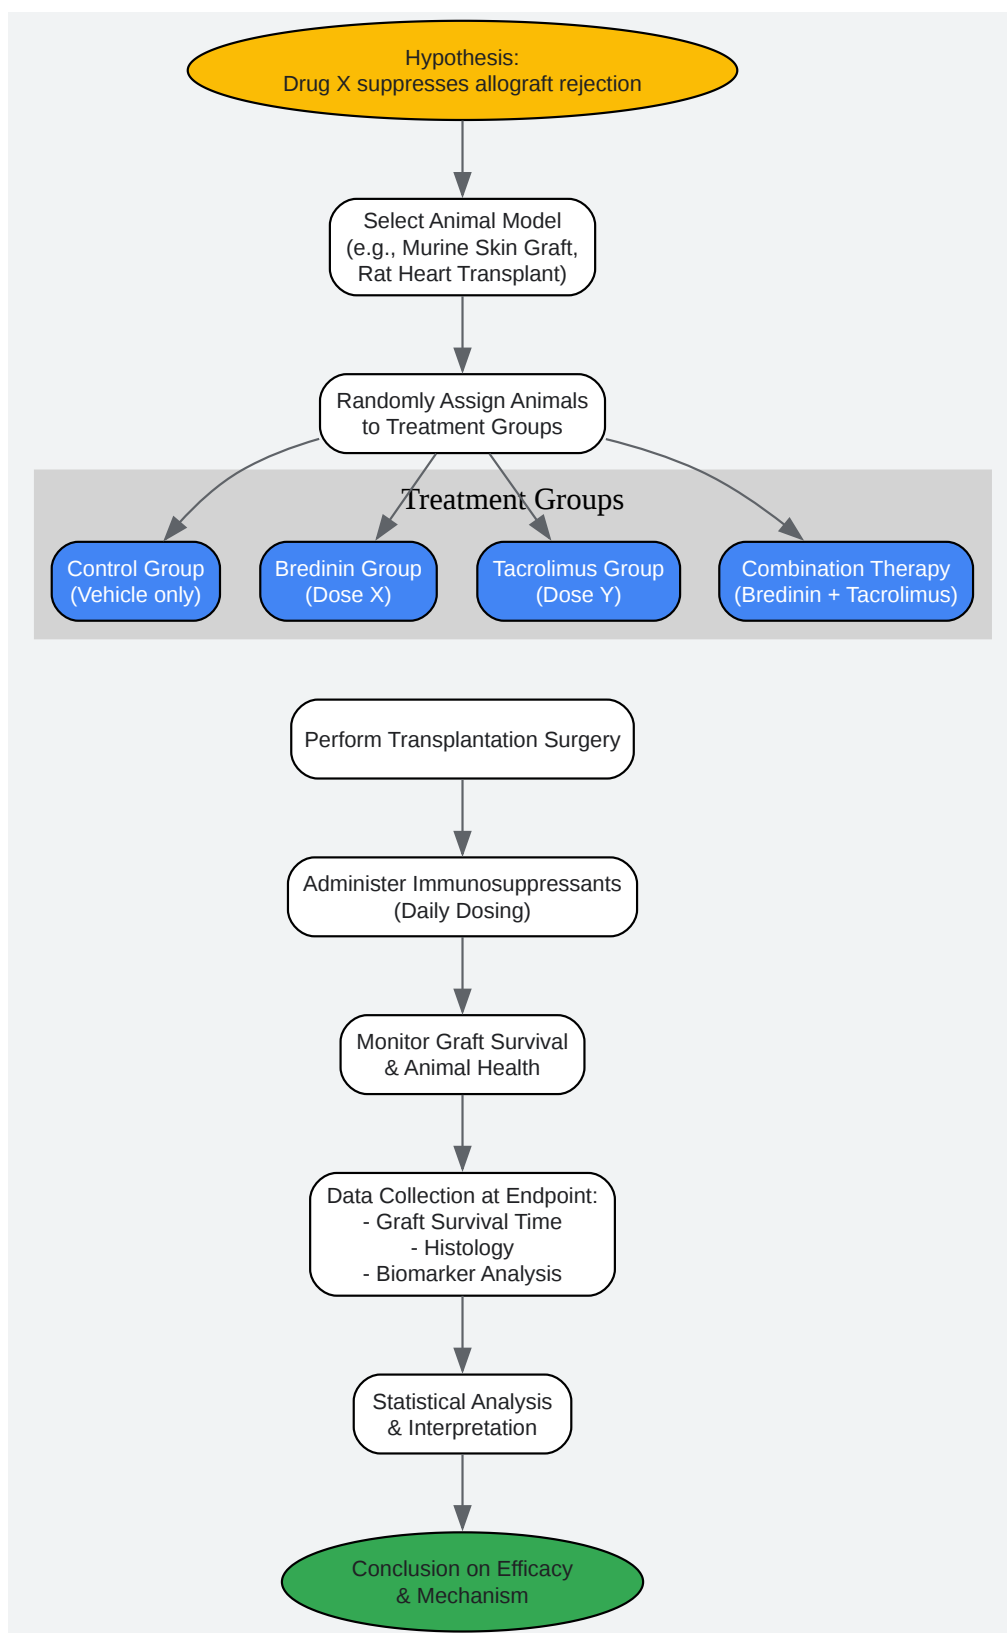 Hypothesis:
Drug X suppresses allograft rejection
Select Animal Model
(e.g., Murine Skin Graft,
Rat Heart Transplant)
Randomly Assign Animals
to Treatment Groups
Treatment Groups
Control Group
(Vehicle only)
Bredinin Group
(Dose X)
Tacrolimus Group
(Dose Y)
Combination Therapy
(Bredinin + Tacrolimus)
Perform Transplantation Surgery
Administer Immunosuppressants
(Daily Dosing)
Monitor Graft Survival
& Animal Health
Data Collection at Endpoint:
- Graft Survival Time
- Histology
- Biomarker Analysis
Statistical Analysis
& Interpretation
Conclusion on Efficacy
& Mechanism